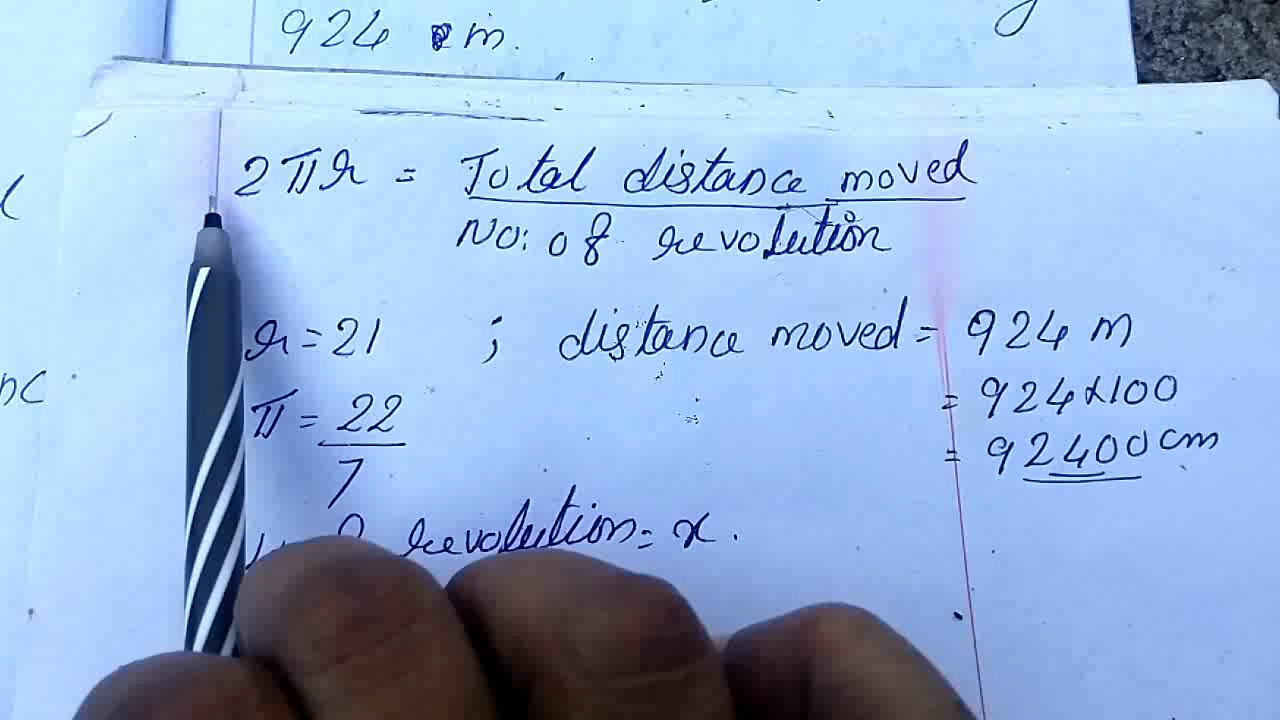 924 m.
2πr = Total distance moved
No: of revolution
r = 21 ; distance moved = 924 m
π = 22 = 924×100
7 = 92400 cm
revolution = x.